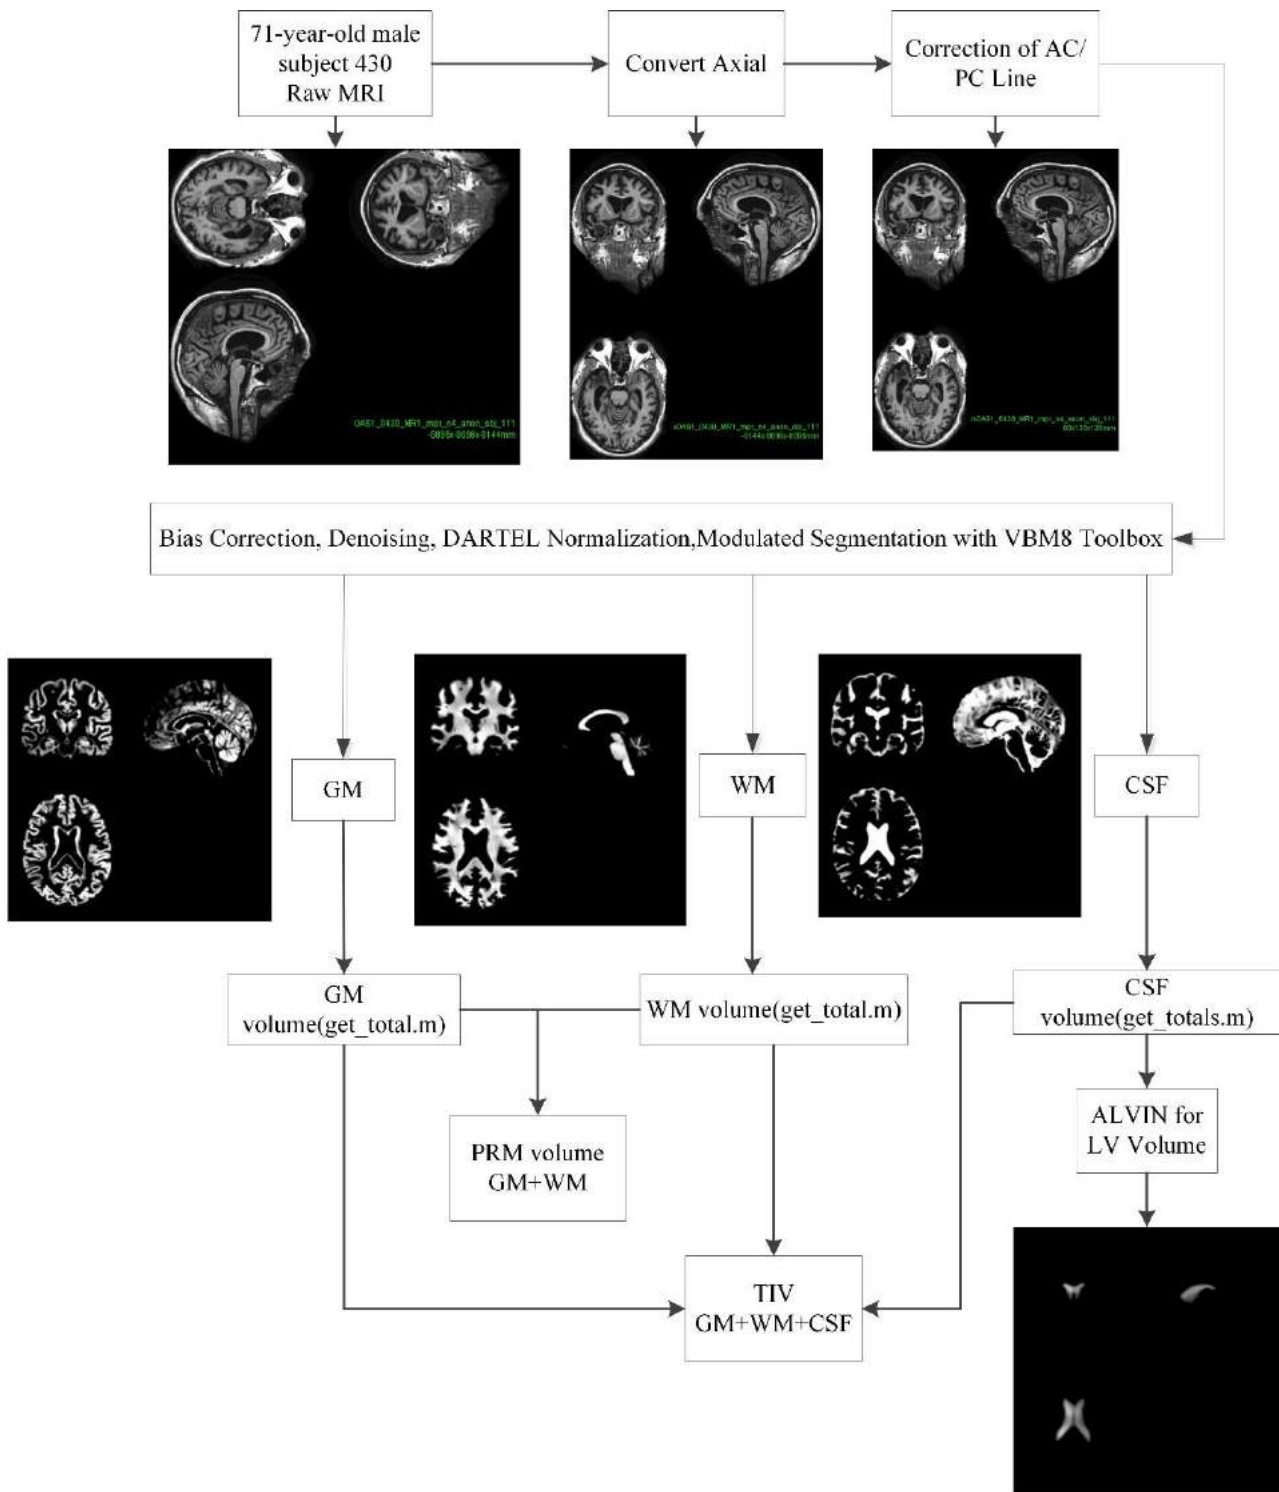 71-year-old male
subject 430
Raw MRI
Convert Axial
Correction of AC/
PC Line
Bias Correction, Denoising, DARTEL Normalization,Modulated Segmentation with VBM8 Toolbox
GM
WM
CSF
GM
volume(get_total.m)
WM volume(get_total.m)
CSF
volume(get_totals.m)
PRM volume
GM+WM
ALVIN for
LV Volume
TIV
GM+WM+CSF